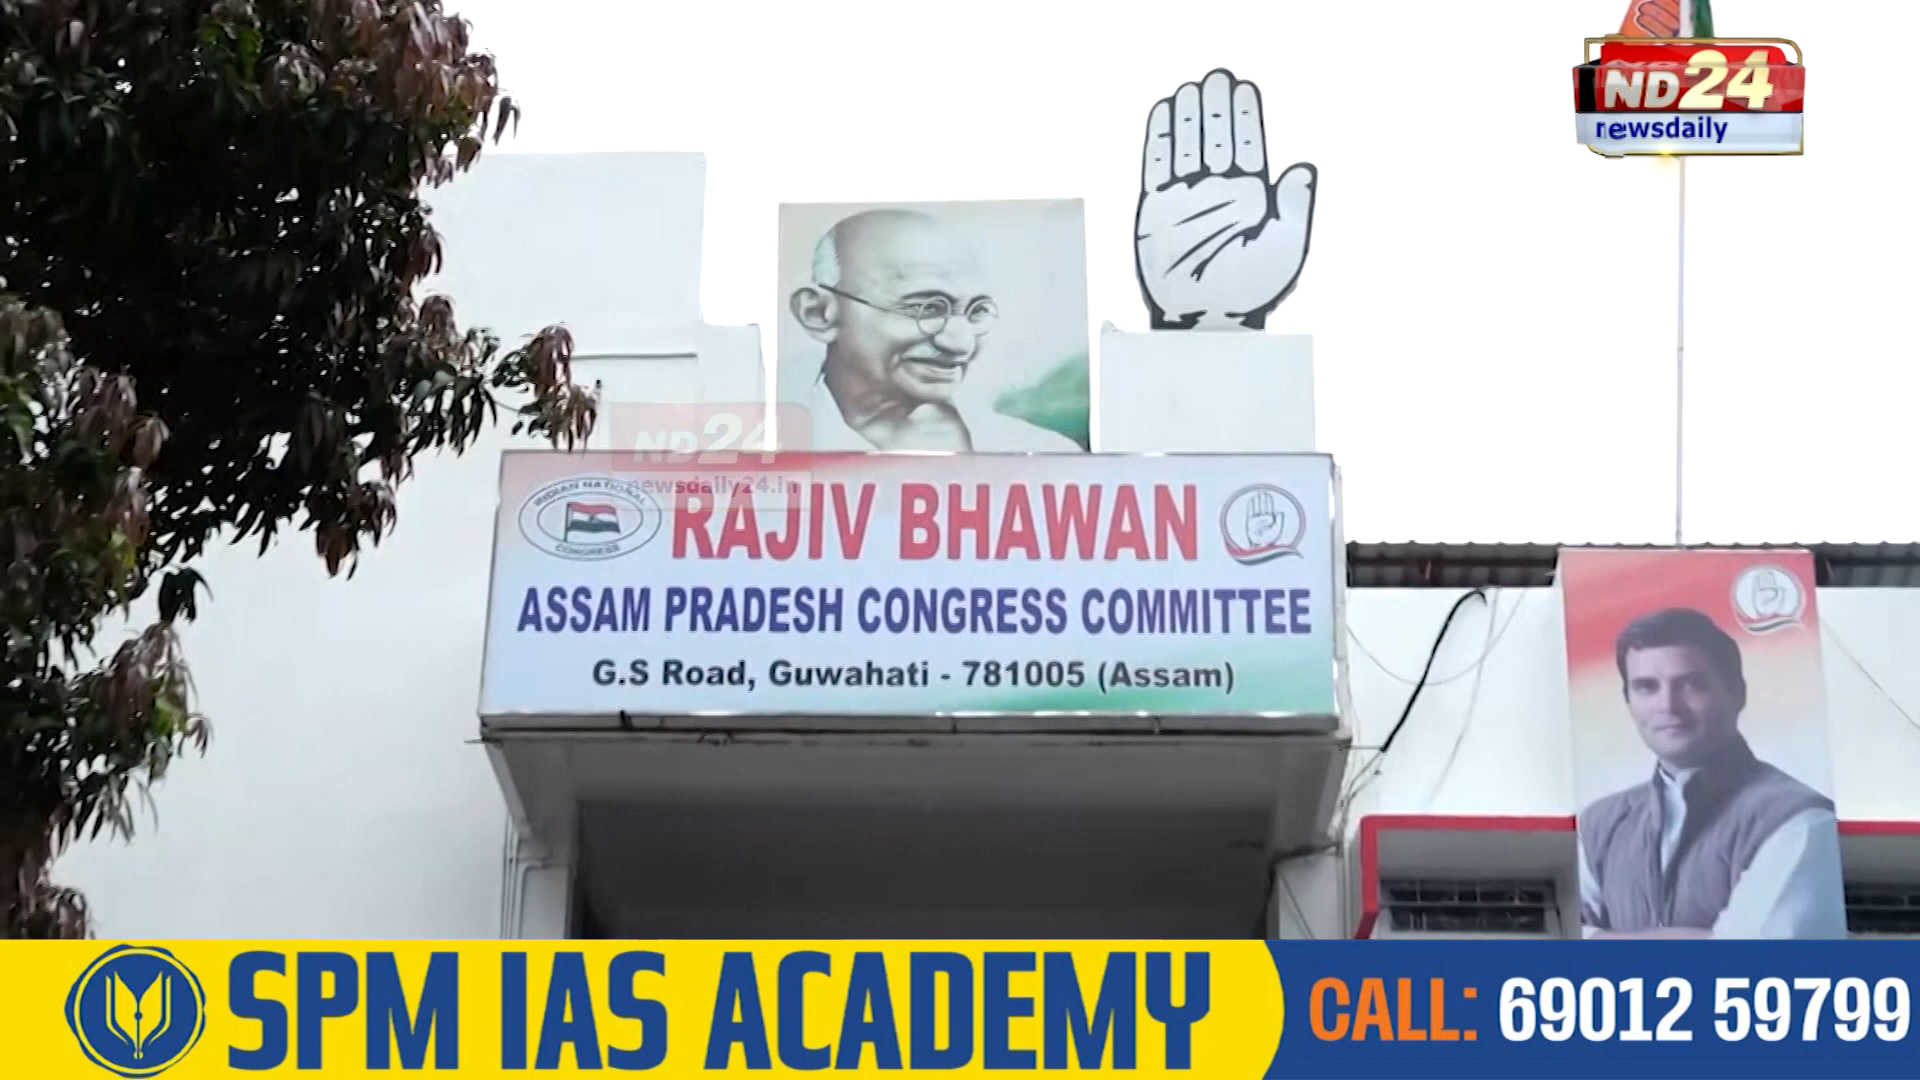 ND24
newsdaily
ND24
newsdaily24.in
INDIAN NATIONAL
CONGRESS
RAJIV BHAWAN
ASSAM PRADESH CONGRESS COMMITTEE
G.S Road, Guwahati - 781005 (Assam)
SPM IAS ACADEMY
CALL: 69012 59799